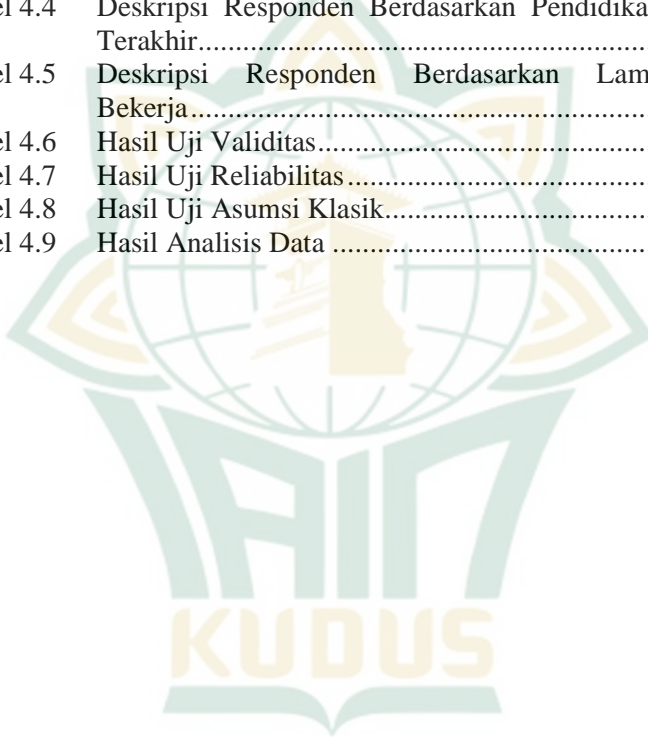 el 4.4 Deskripsi Responden Berdasarkan Pendidika
Terakhir........................................................................
el 4.5 Deskripsi Responden Berdasarkan Lam
Bekerja.........................................................................
el 4.6 Hasil Uji Validitas....................................................
el 4.7 Hasil Uji Reliabilitas................................................
el 4.8 Hasil Uji Asumsi Klasik..........................................
el 4.9 Hasil Analisis Data ..................................................
IAIN
KUDUS